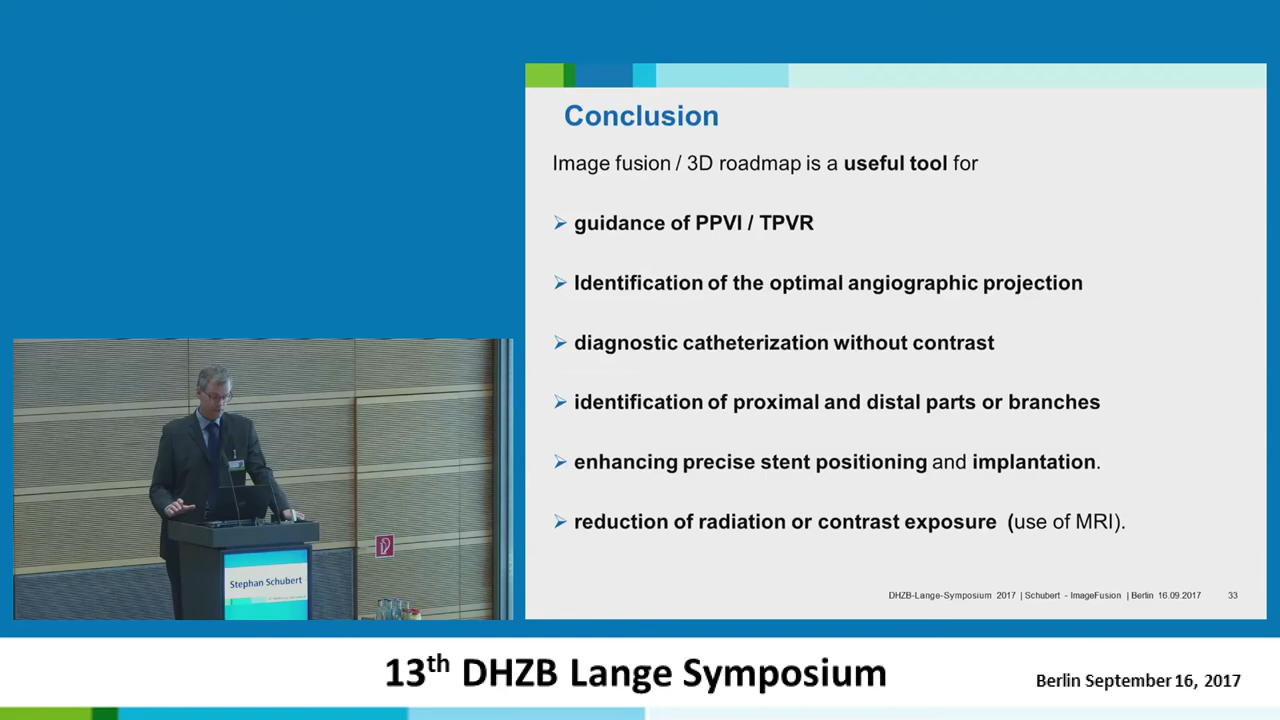 Conclusion
Image fusion / 3D roadmap is a useful tool for
➢ guidance of PPVI / TPVR
➢ Identification of the optimal angiographic projection
➢ diagnostic catheterization without contrast
➢ identification of proximal and distal parts or branches
➢ enhancing precise stent positioning and implantation.
➢ reduction of radiation or contrast exposure (use of MRI).
DHZB-Lange-Symposium 2017 | Schubert - ImageFusion | Berlin 16.09.2017 33
Stephan Schubert
13th DHZB Lange Symposium
Berlin September 16, 2017